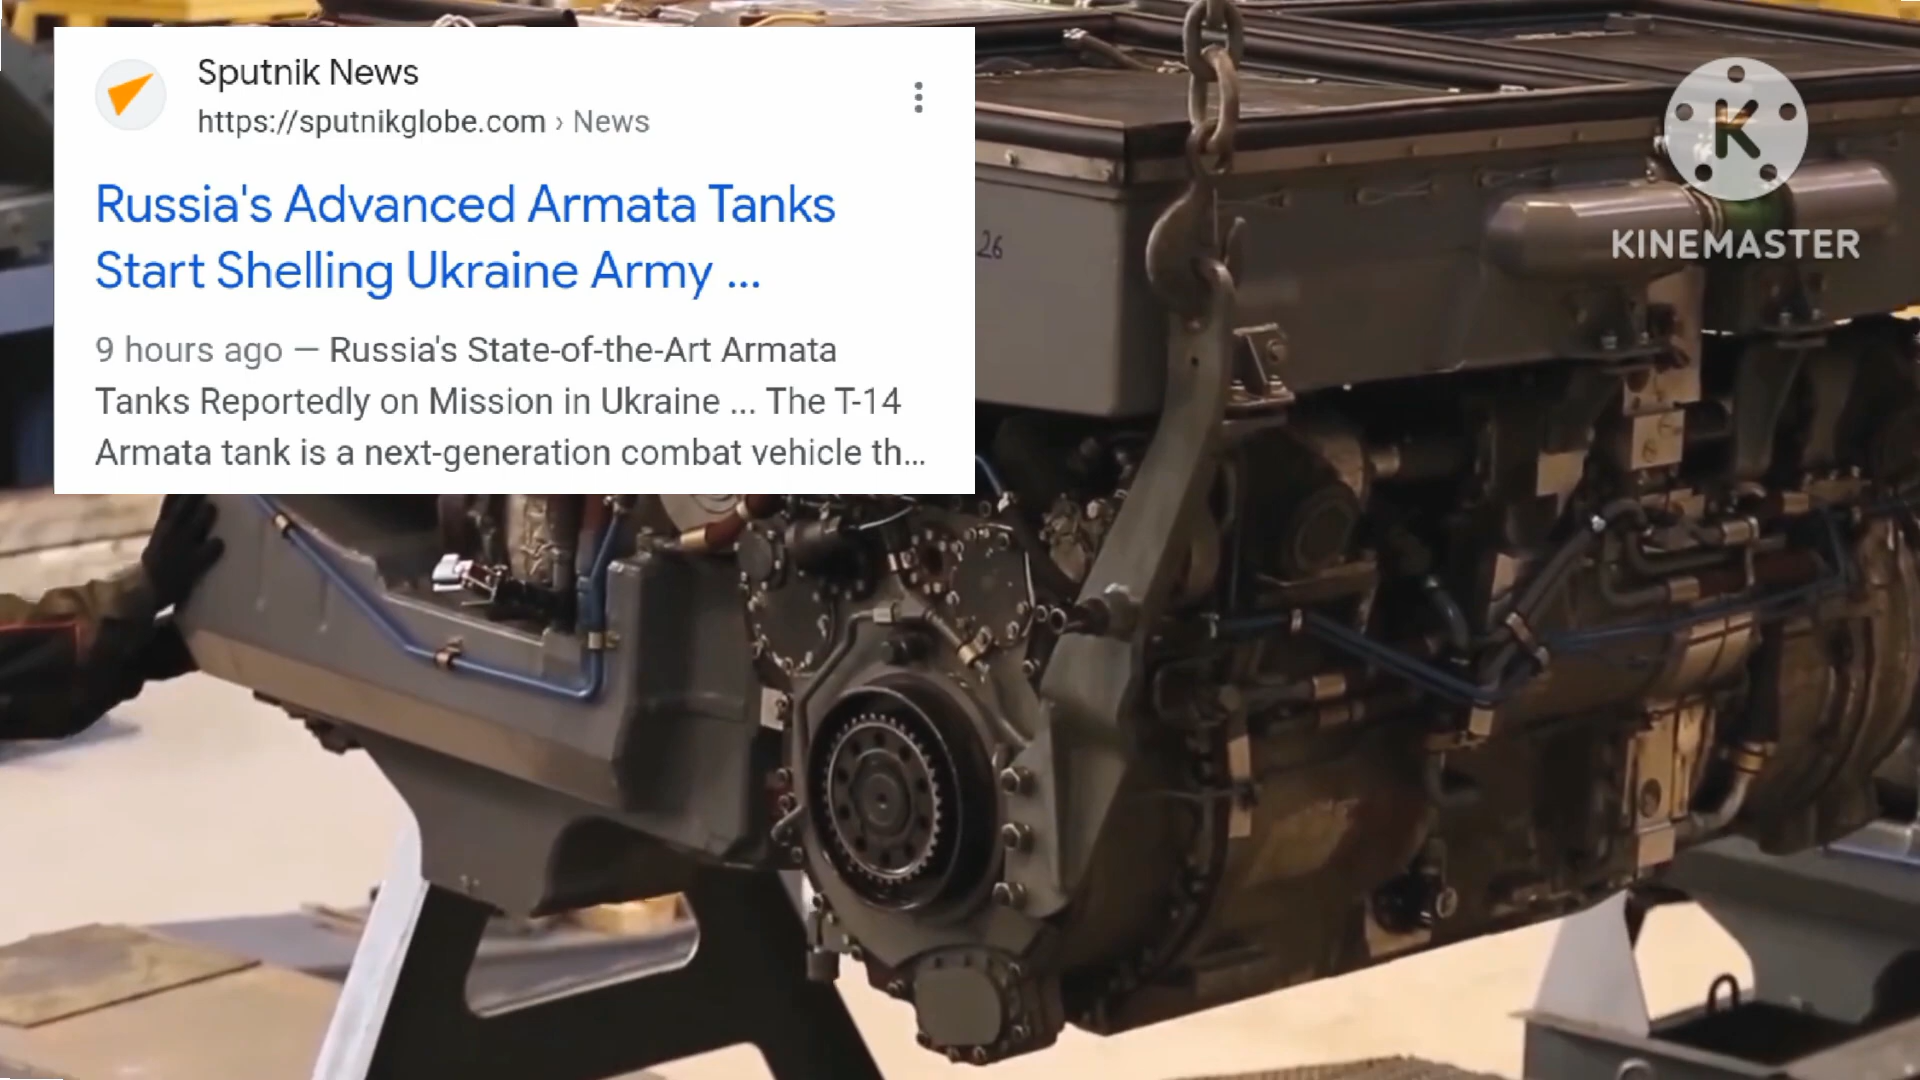 Sputnik News
https://sputnikglobe.com › News
Russia's Advanced Armata Tanks
Start Shelling Ukraine Army ...
9 hours ago — Russia's State-of-the-Art Armata
Tanks Reportedly on Mission in Ukraine ... The T-14
Armata tank is a next-generation combat vehicle th...
26
K
KINEMASTER